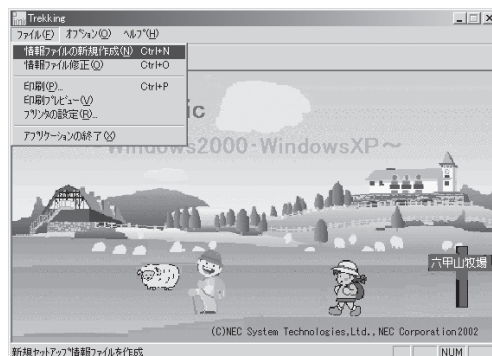 Trekking
ファイル(F) オプション(O) ヘルプ(H)
情報ファイルの新規作成(N) Ctrl+N
情報ファイル修正(O) Ctrl+O
印刷(P)... Ctrl+P
印刷プレビュー(V)
プリンタの設定(R)...
アプリケーションの終了(X)
ic
Windows2000・WindowsXP～
六甲山牧場
(C)NEC System Technologies,Ltd., NEC Corporation 2002
新規セットアップ情報ファイルを作成
NUM